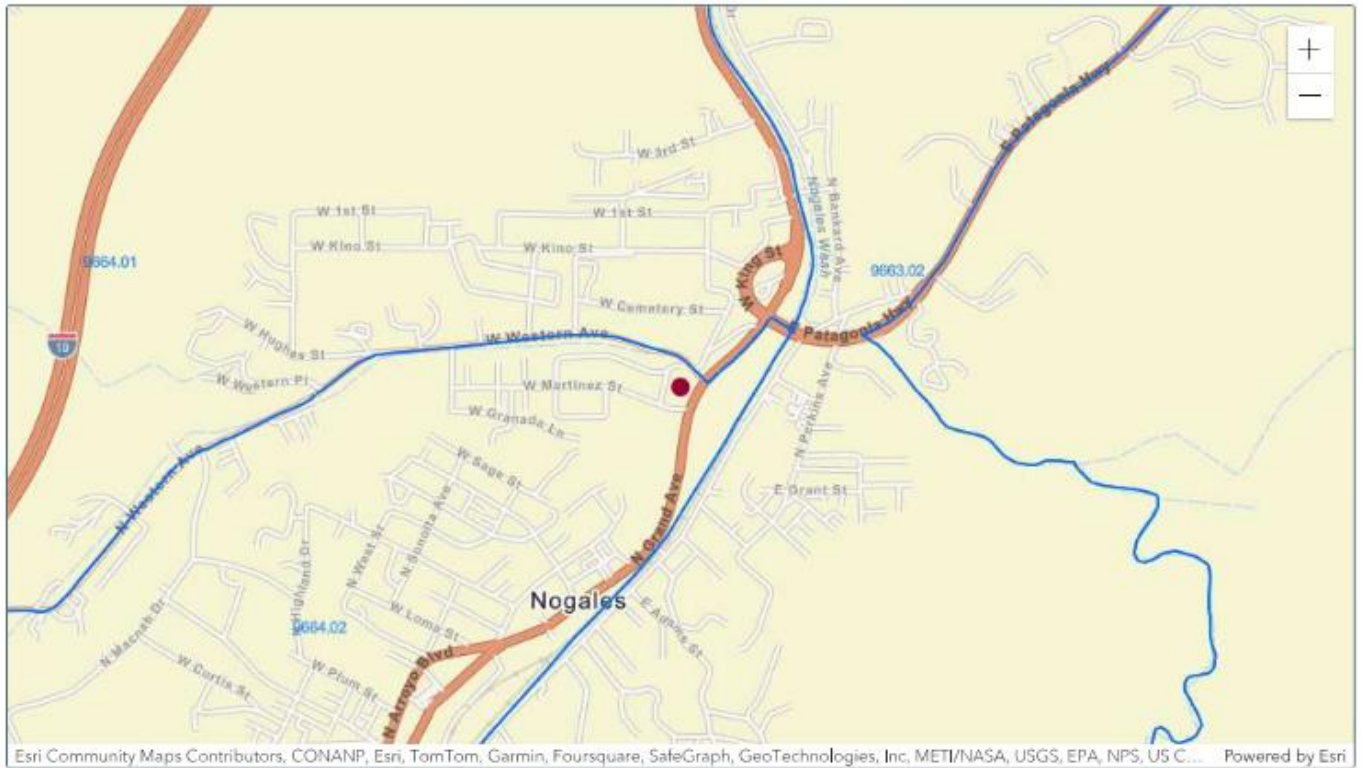 Dr
+
−
E Patagonia Hwy
W 3rd St
N Bankard Ave
Nogales Wash
W 1st St
W 1st St
W Kino St
W Kino St
W King St
9664.01
9663.02
W Cemetery St
E Patagonia Hwy
W Hughes St
W Western Ave
19
W Western Pl
W Martinez St
W Granada Ln
N Perkins Ave
N Western Ave
W Sage St
N Sonoita Ave
E Grant St
N Grand Ave
N West St
N Highland Dr
Nogales
9664.02
W Loma St
E Adams St
N Macnab Dr
W Curtis St
W Plum St
N Arroyo Blvd
Esri Community Maps Contributors, CONANP, Esri, TomTom, Garmin, Foursquare, SafeGraph, GeoTechnologies, Inc, METI/NASA, USGS, EPA, NPS, US C... Powered by Esri